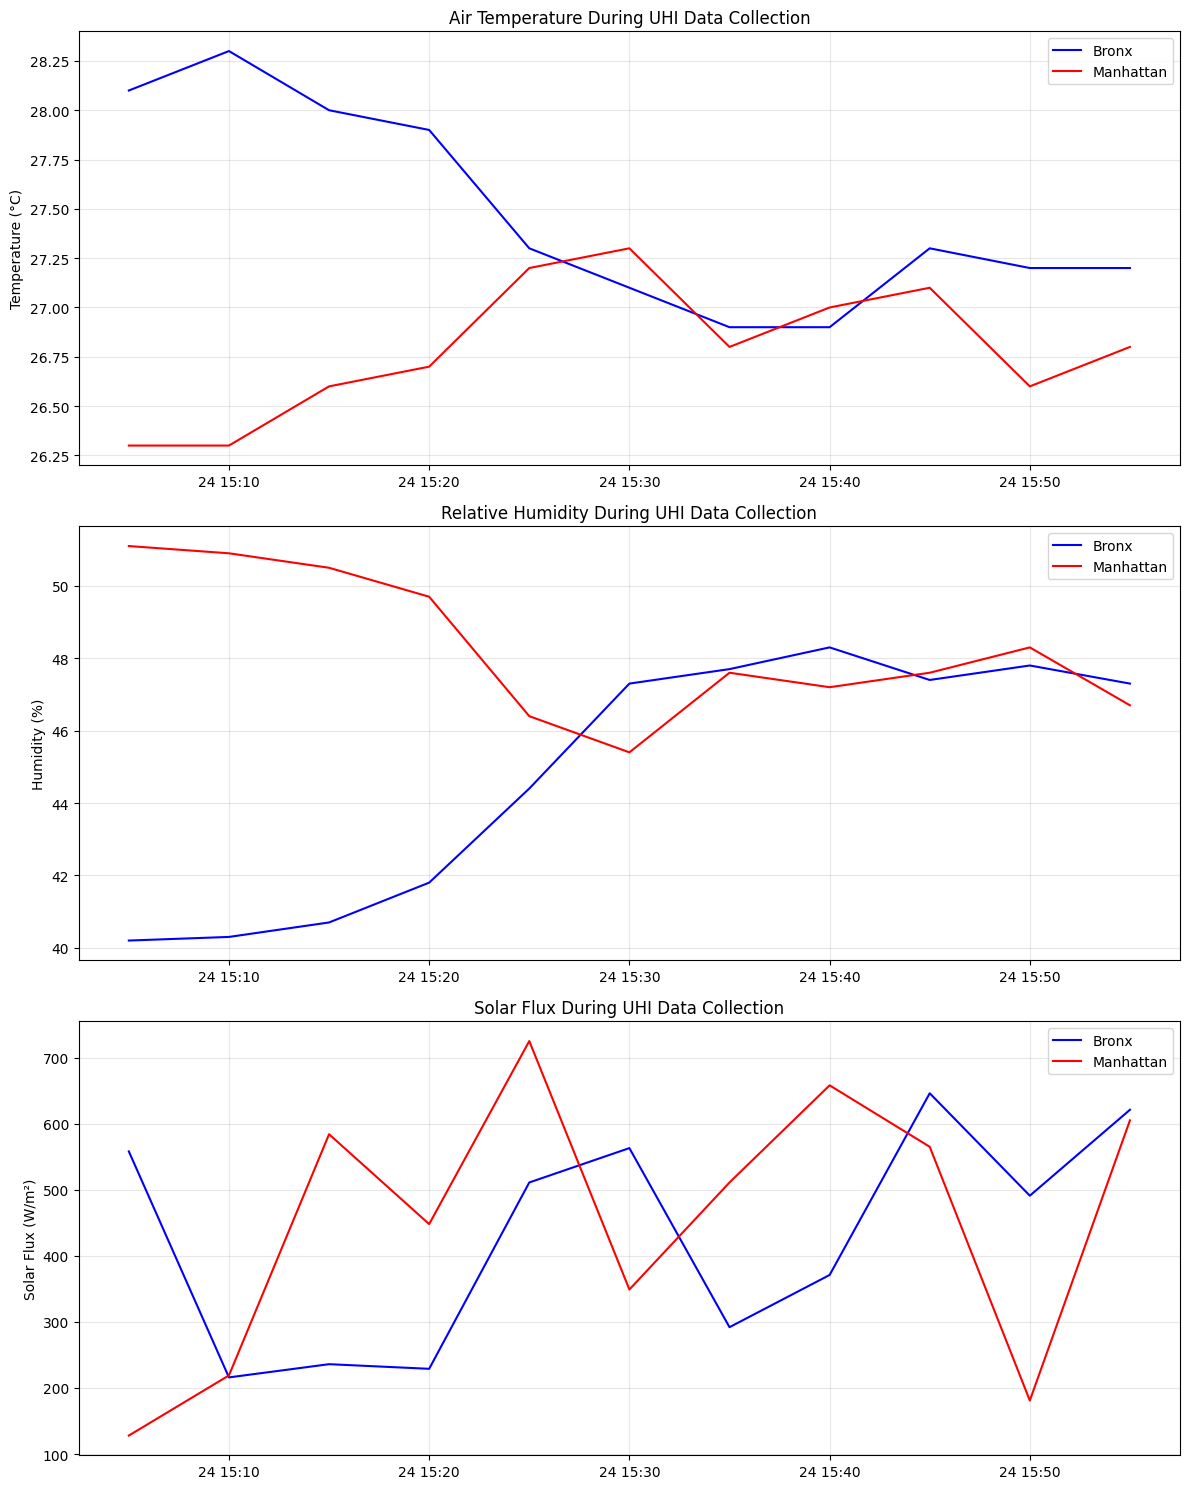 Air Temperature During UHI Data Collection
Bronx
Manhattan
Temperature (°C)
28.25
28.00
27.75
27.50
27.25
27.00
26.75
26.50
26.25
24 15:10 24 15:20 24 15:30 24 15:40 24 15:50
Relative Humidity During UHI Data Collection
Bronx
Manhattan
Humidity (%)
50
48
46
44
42
40
24 15:10 24 15:20 24 15:30 24 15:40 24 15:50
Solar Flux During UHI Data Collection
Bronx
Manhattan
Solar Flux (W/m²)
700
600
500
400
300
200
100
24 15:10 24 15:20 24 15:30 24 15:40 24 15:50